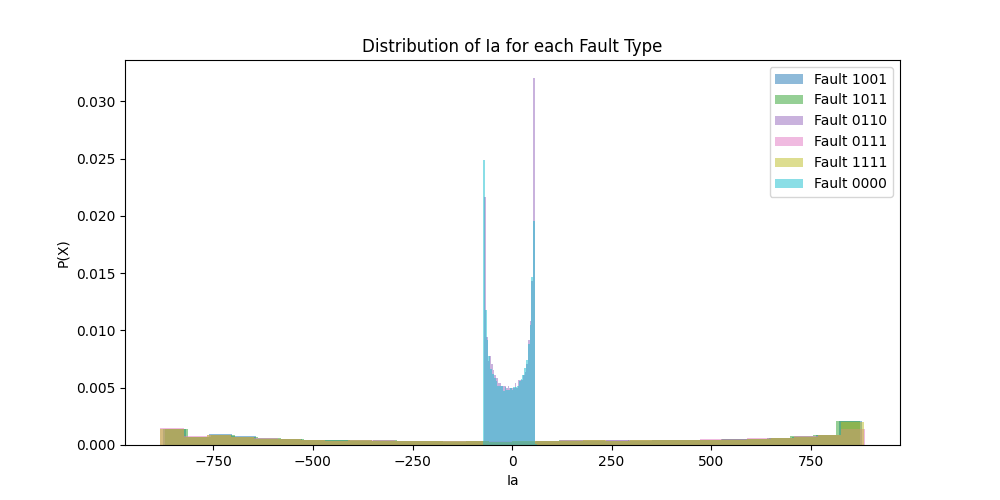 Distribution of Ia for each Fault Type
P(X)
0.030
0.025
0.020
0.015
0.010
0.005
0.000
Fault 1001
Fault 1011
Fault 0110
Fault 0111
Fault 1111
Fault 0000
−750 −500 −250 0 250 500 750
Ia